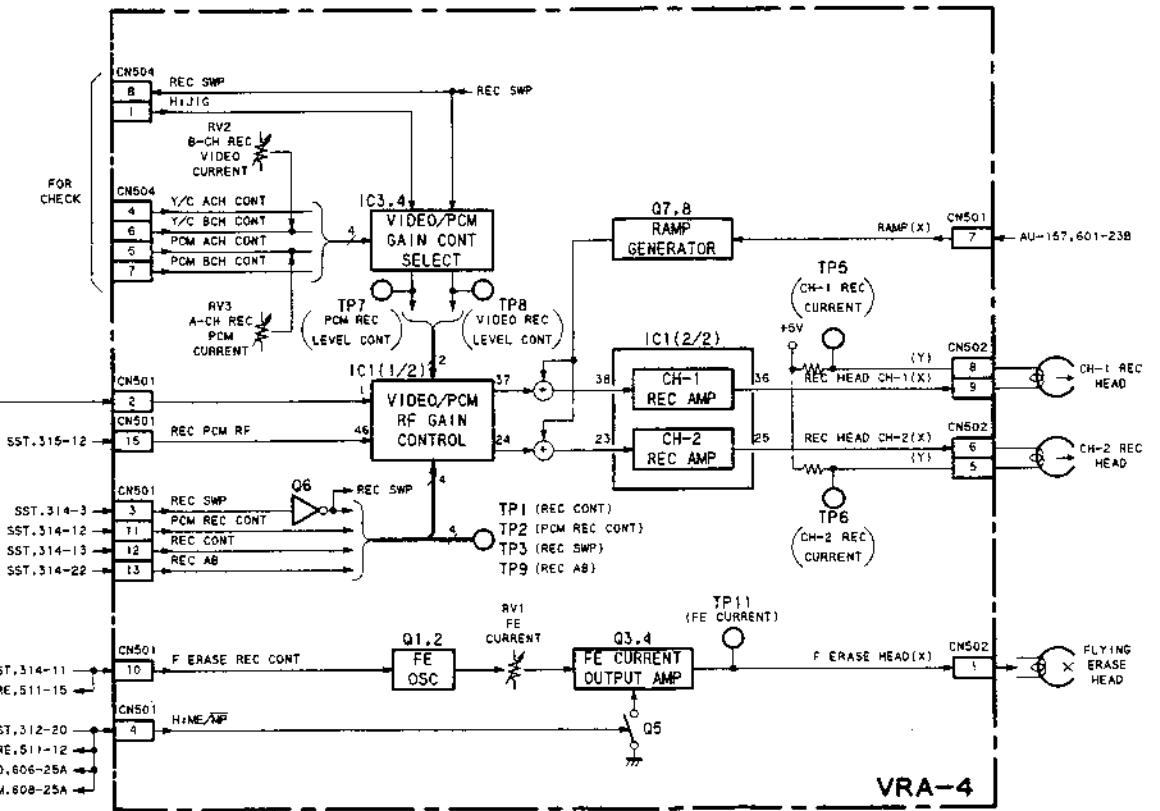 CN504
8 REC SWP
1 H:JIG
REC SWP
RV2
B-CH REC
VIDEO
CURRENT
FOR
CHECK
CN504
4 Y/C ACH CONT
6 Y/C BCH CONT
5 PCM ACH CONT
7 PCM BCH CONT
4
IC3,4
VIDEO/PCM
GAIN CONT
SELECT
RV3
A-CH REC
PCM
CURRENT
TP7
(PCM REC
LEVEL CONT)
TP8
(VIDEO REC
LEVEL CONT)
2
Q7,8
RAMP
GENERATOR
RAMP(X)
CN501
7
AU-157,601-23B
TP5
(CH-1 REC
CURRENT)
+5V
CN501
2
SST,315-12
CN501
15
REC PCM RF
IC1(1/2)
1
46
VIDEO/PCM
RF GAIN
CONTROL
37
24
4
IC1(2/2)
38
CH-1
REC AMP
36
23
CH-2
REC AMP
25
(Y)
REC HEAD CH-1(X)
CN502
8
9
CH-1 REC
HEAD
REC HEAD CH-2(X)
(Y)
CN502
6
5
CH-2 REC
HEAD
TP6
(CH-2 REC
CURRENT)
CN501
SST,314-3 3 REC SWP
Q6
REC SWP
SST,314-12 11 PCM REC CONT
SST,314-13 12 REC CONT
SST,314-22 13 REC AB
4
TP1 (REC CONT)
TP2 (PCM REC CONT)
TP3 (REC SWP)
TP9 (REC AB)
ST,314-11
RE,511-15
CN501
10
F ERASE REC CONT
Q1,2
FE
OSC
RV1
FE
CURRENT
Q3,4
FE CURRENT
OUTPUT AMP
TP11
(FE CURRENT)
F ERASE HEAD(X)
CN502
1
FLYING
ERASE
HEAD
ST,312-20
RE,511-12
,606-25A
,608-25A
CN501
4
H:ME/M̅P̅
Q5
VRA-4